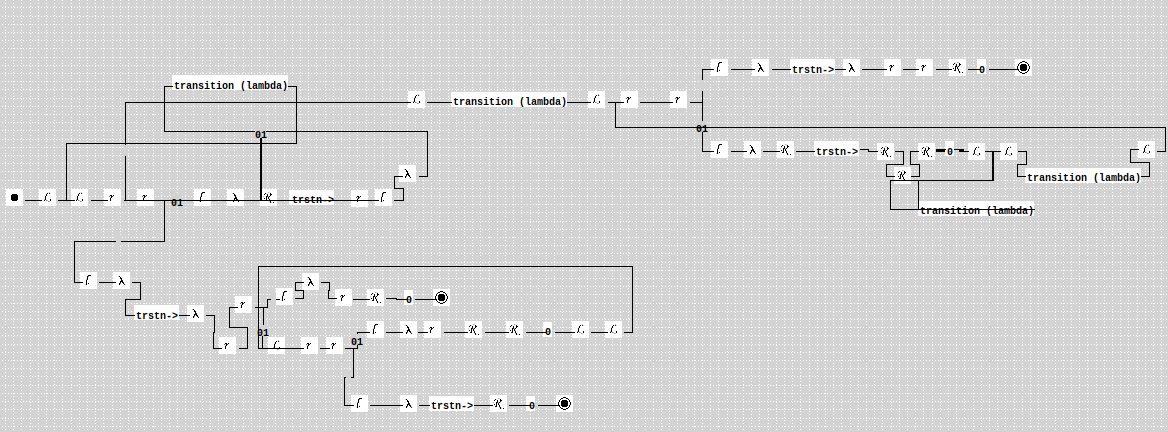 ℒ λ trstn-> λ r r ℛ. 0
transition (lambda)
ℒ transition (lambda) ℒ r r
01
01
ℒ λ ℛ. trstn-> ℛ. ℛ. 0 ℒ ℒ ℒ
λ ℛ transition (lambda)
ℒ ℒ r r ℒ λ ℛ. trstn-> r ℒ
01
transition (lambda)
ℒ λ λ
r ℒ r ℛ. 0
trstn-> λ
01 ℒ λ r ℛ. ℛ. 0 ℒ ℒ
r ℒ r r 01
ℒ λ trstn-> ℛ. 0